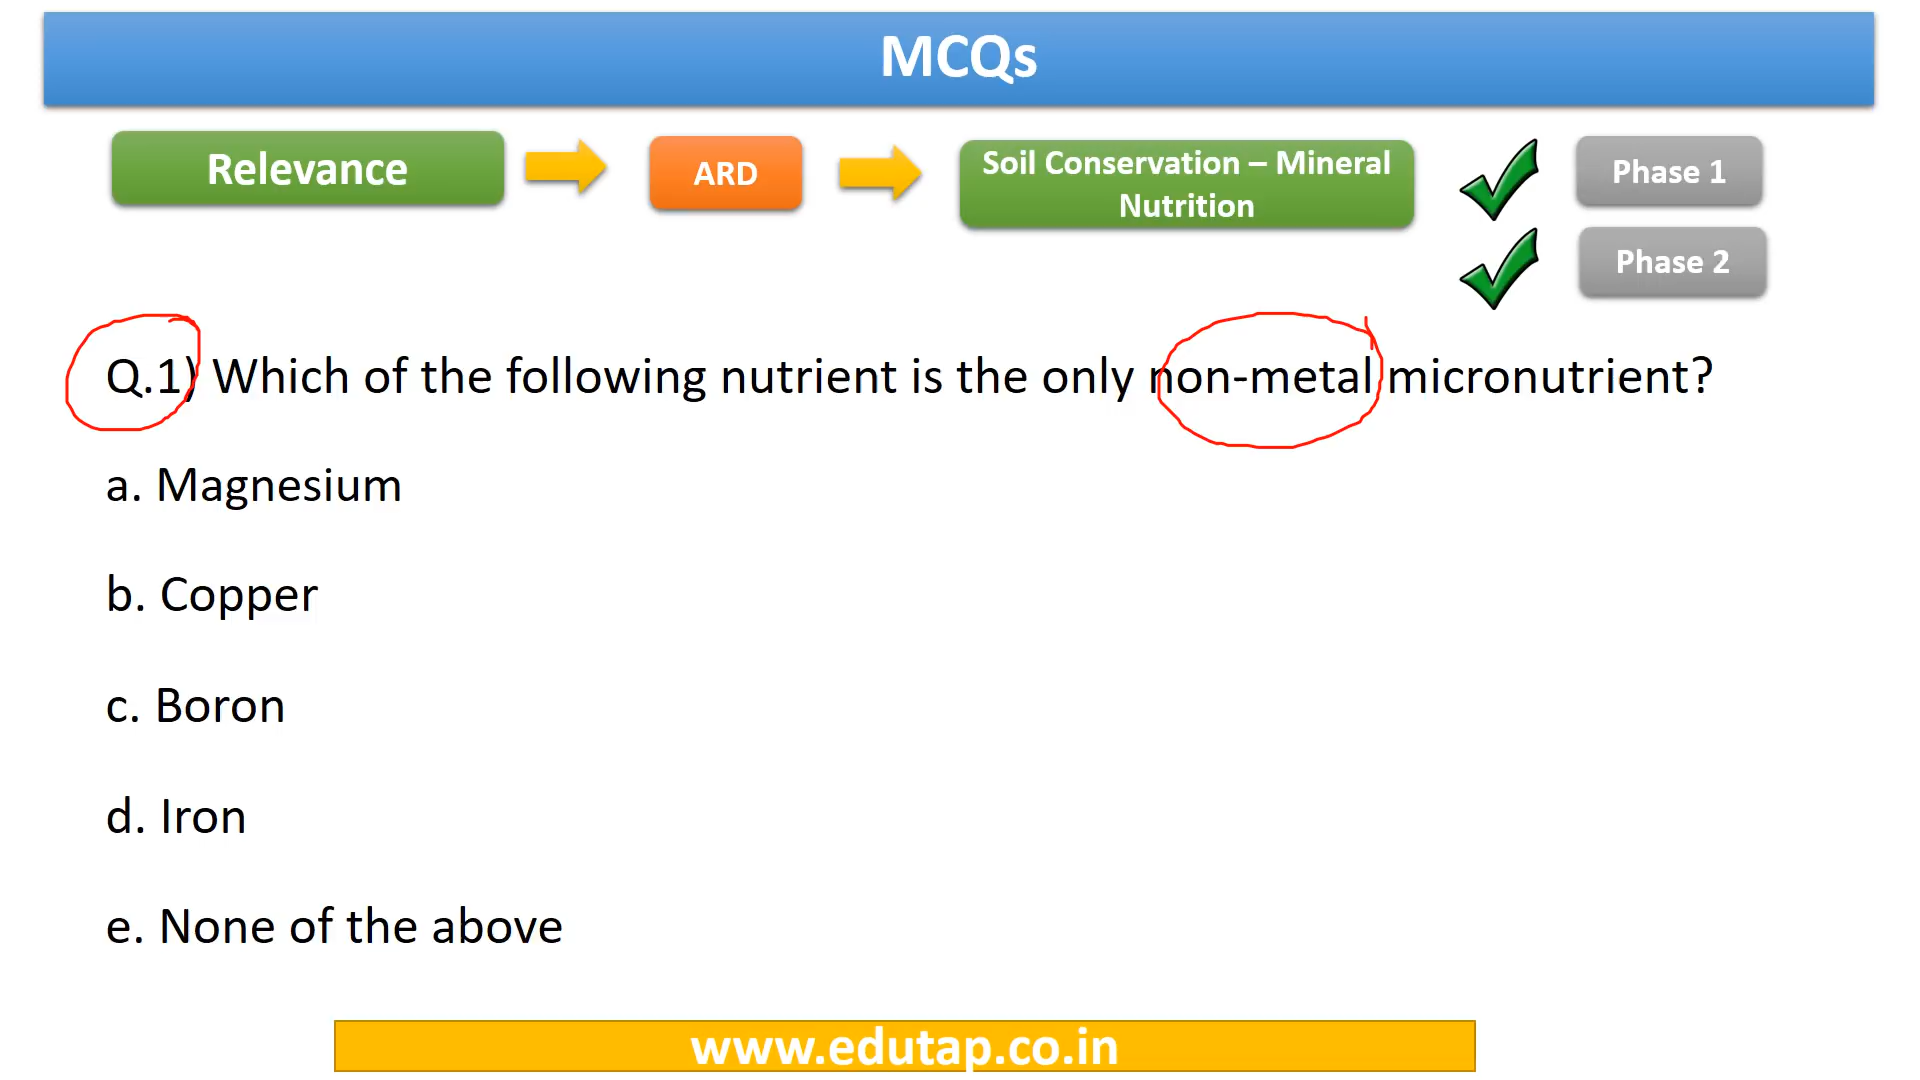 MCQs
Relevance
ARD
Soil Conservation – Mineral
Nutrition
Phase 1
Phase 2
Q.1) Which of the following nutrient is the only non-metal micronutrient?
a. Magnesium
b. Copper
c. Boron
d. Iron
e. None of the above
www.edutap.co.in